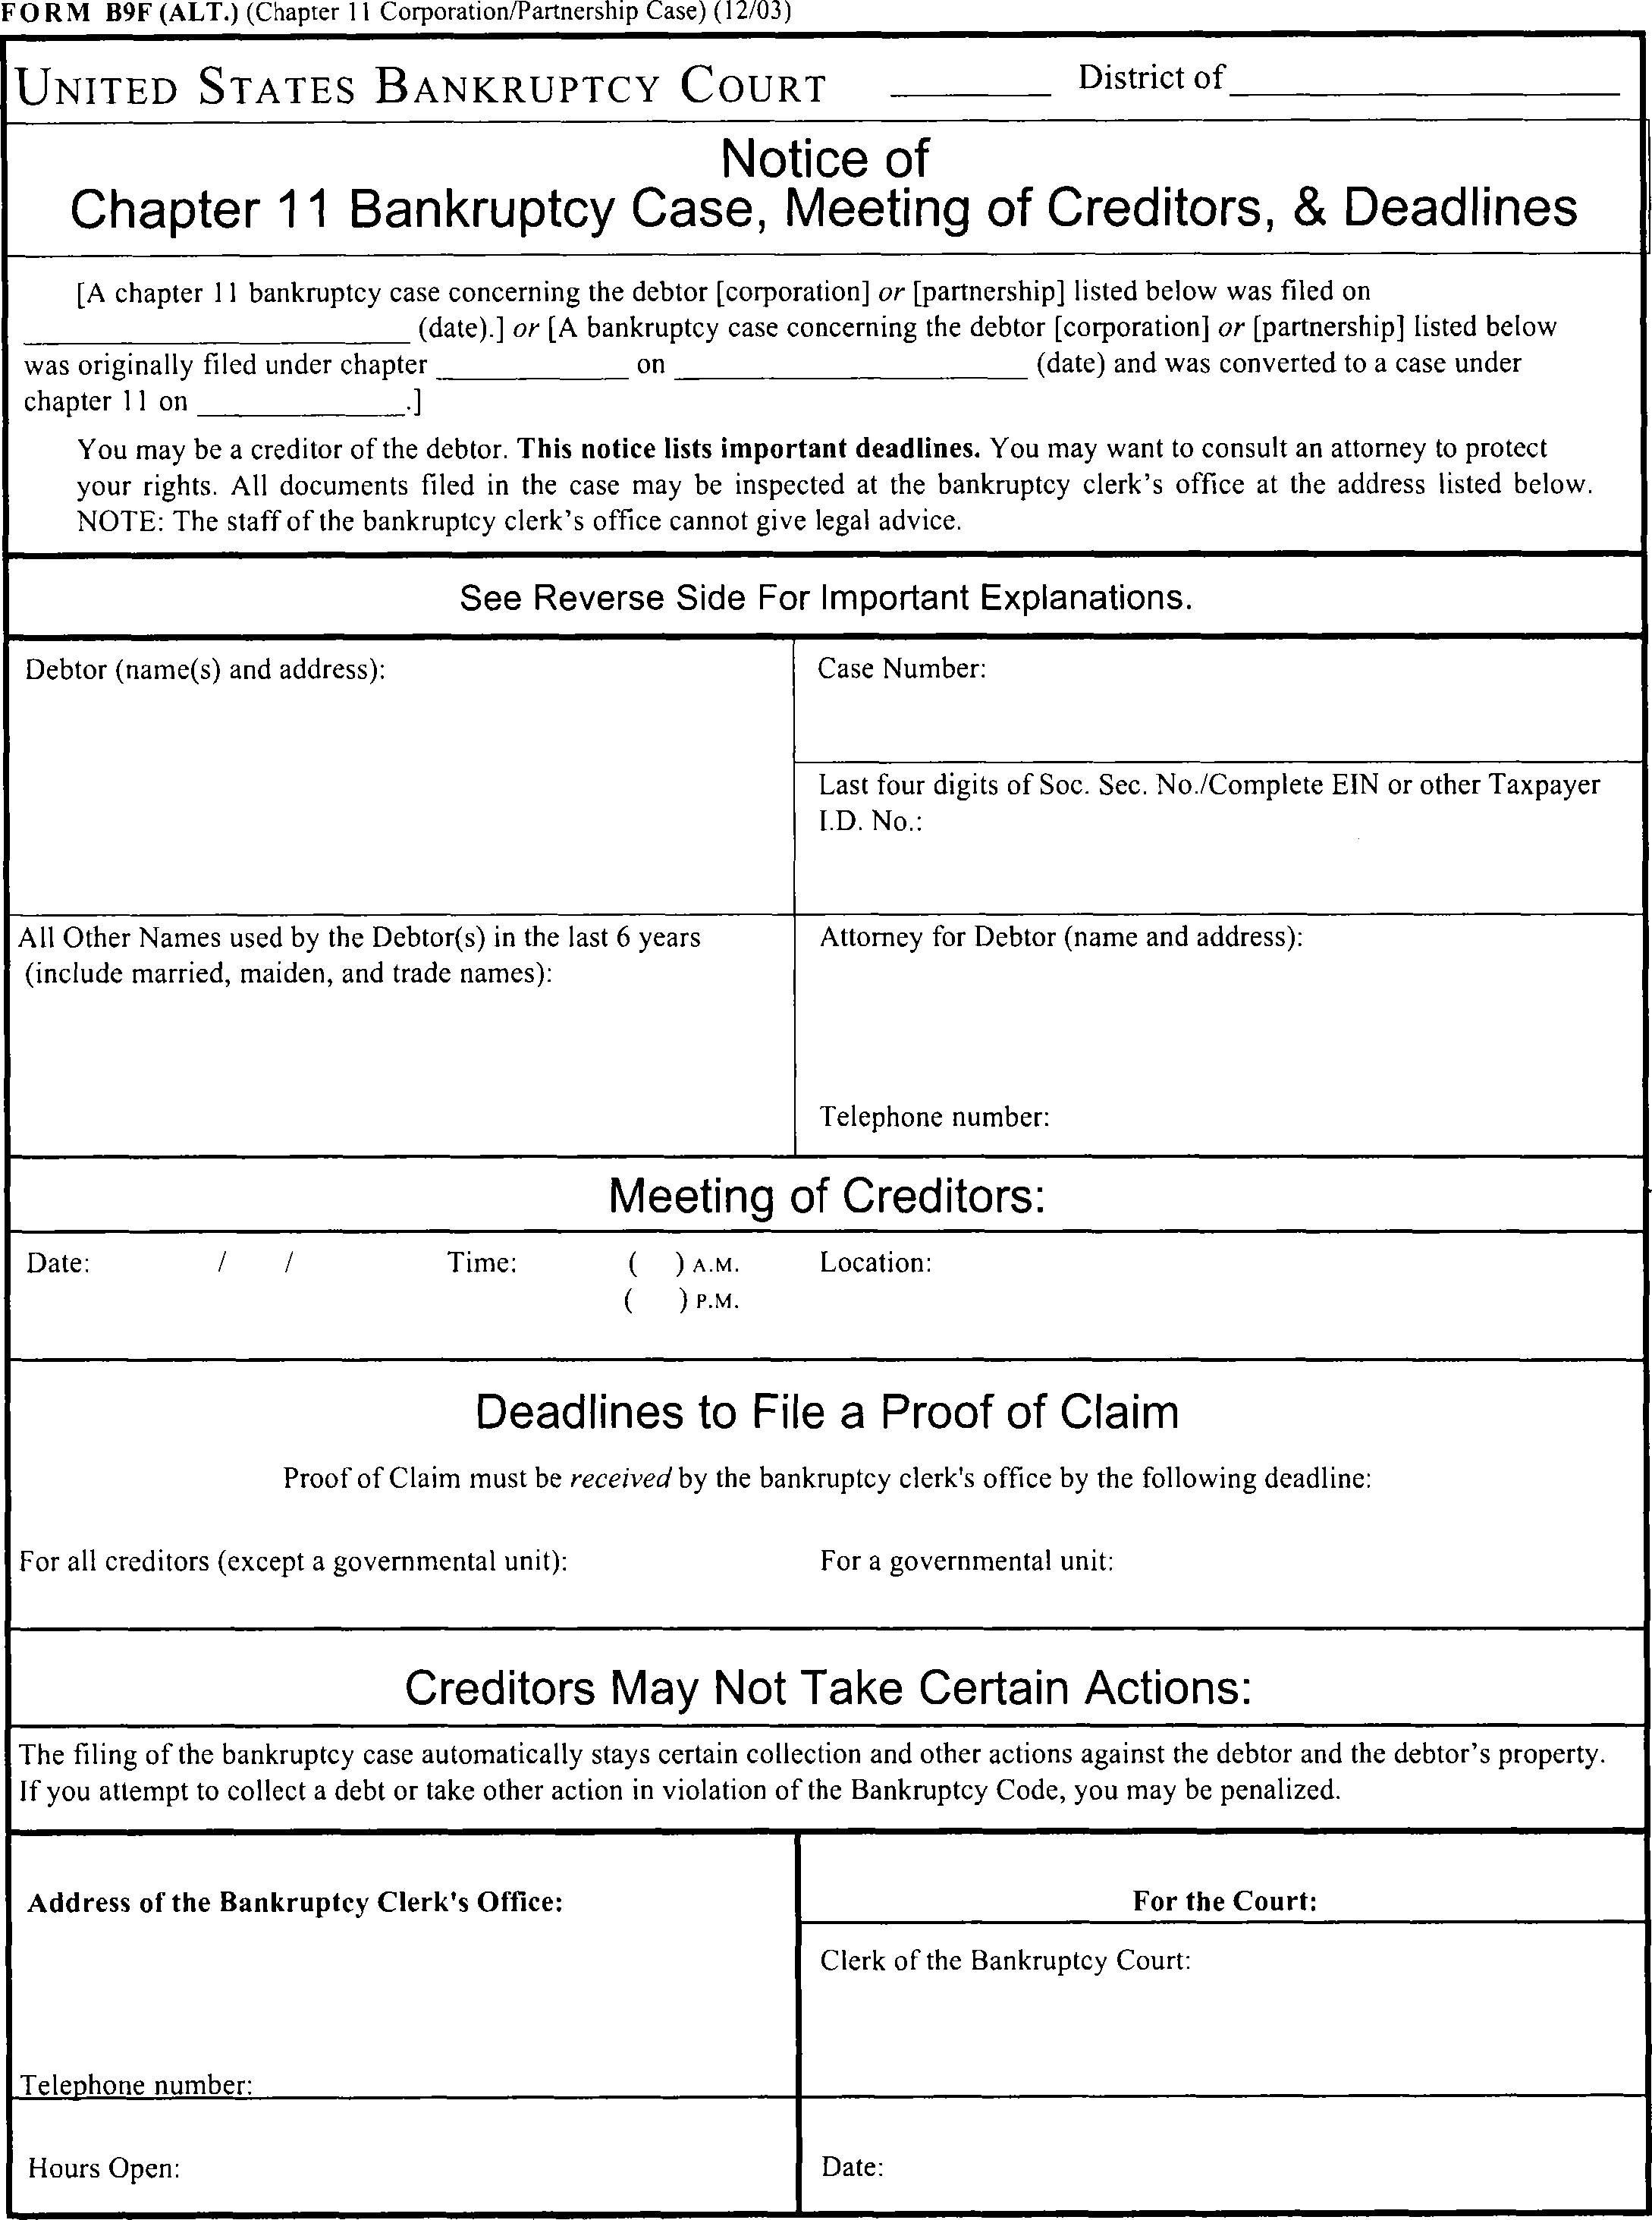 FORM B9F (ALT.) (Chapter 11 Corporation/Partnership Case) (12/03)
UNITED STATES BANKRUPTCY COURT ________ District of ____________________
Notice of
Chapter 11 Bankruptcy Case, Meeting of Creditors, & Deadlines
[A chapter 11 bankruptcy case concerning the debtor [corporation] or [partnership] listed below was filed on
____________________ (date).] or [A bankruptcy case concerning the debtor [corporation] or [partnership] listed below
was originally filed under chapter __________ on __________________ (date) and was converted to a case under
chapter 11 on ___________.]
You may be a creditor of the debtor. This notice lists important deadlines. You may want to consult an attorney to protect
your rights. All documents filed in the case may be inspected at the bankruptcy clerk's office at the address listed below.
NOTE: The staff of the bankruptcy clerk's office cannot give legal advice.
See Reverse Side For Important Explanations.
Debtor (name(s) and address):
Case Number:
Last four digits of Soc. Sec. No./Complete EIN or other Taxpayer
I.D. No.:
All Other Names used by the Debtor(s) in the last 6 years
(include married, maiden, and trade names):
Attorney for Debtor (name and address):
Telephone number:
Meeting of Creditors:
Date: / / Time: ( ) A.M. Location:
( ) P.M.
Deadlines to File a Proof of Claim
Proof of Claim must be received by the bankruptcy clerk's office by the following deadline:
For all creditors (except a governmental unit): For a governmental unit:
Creditors May Not Take Certain Actions:
The filing of the bankruptcy case automatically stays certain collection and other actions against the debtor and the debtor's property.
If you attempt to collect a debt or take other action in violation of the Bankruptcy Code, you may be penalized.
Address of the Bankruptcy Clerk's Office:
Telephone number:
For the Court:
Clerk of the Bankruptcy Court:
Hours Open:
Date: